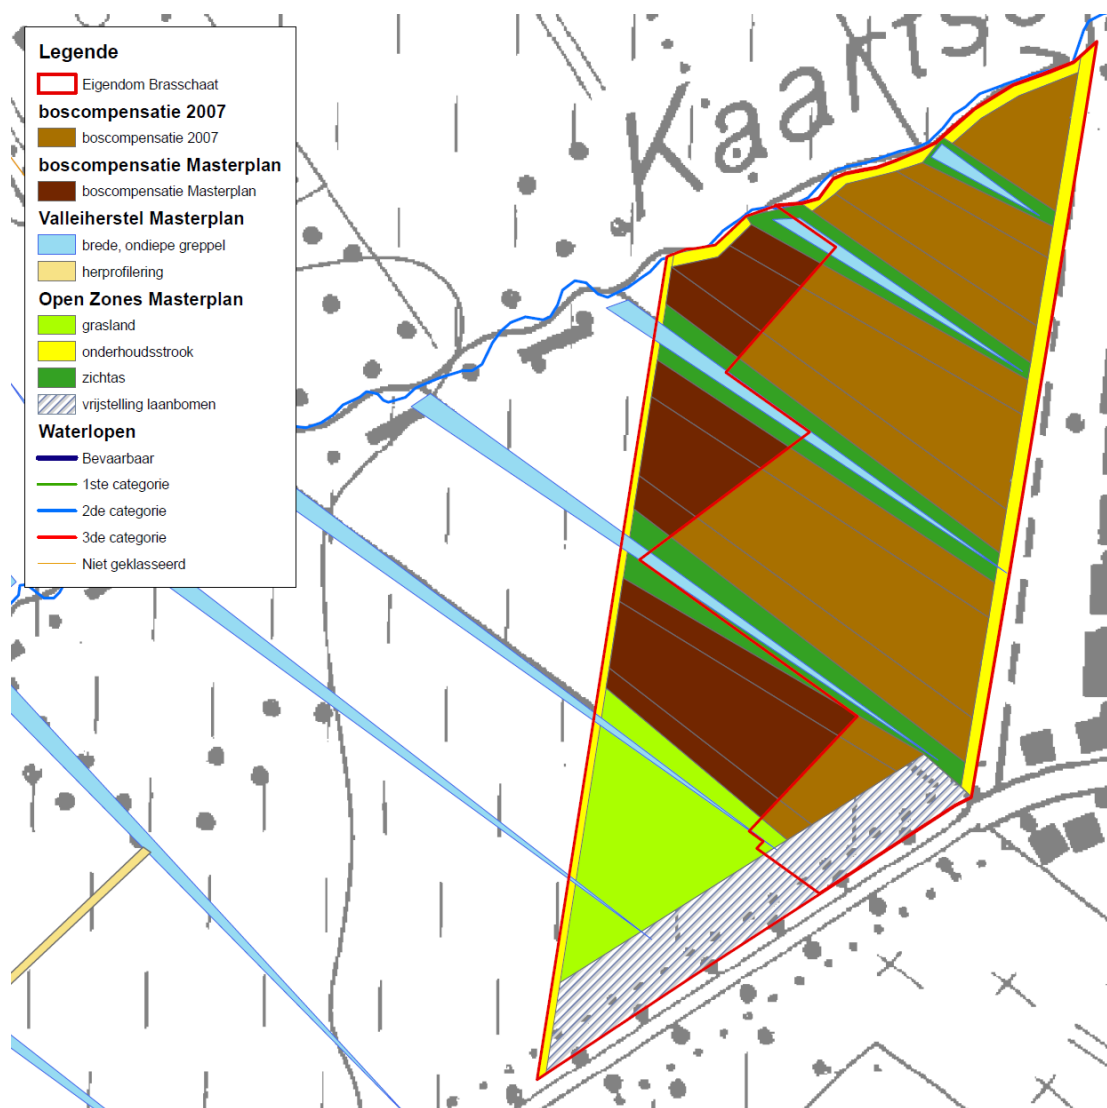 Legende
Eigendom Brasschaat
boscompensatie 2007
boscompensatie 2007
boscompensatie Masterplan
boscompensatie Masterplan
Valleiherstel Masterplan
brede, ondiepe greppel
herprofilering
Open Zones Masterplan
grasland
onderhoudsstrook
zichtas
vrijstelling laanbomen
Waterlopen
Bevaarbaar
1ste categorie
2de categorie
3de categorie
Niet geklasseerd